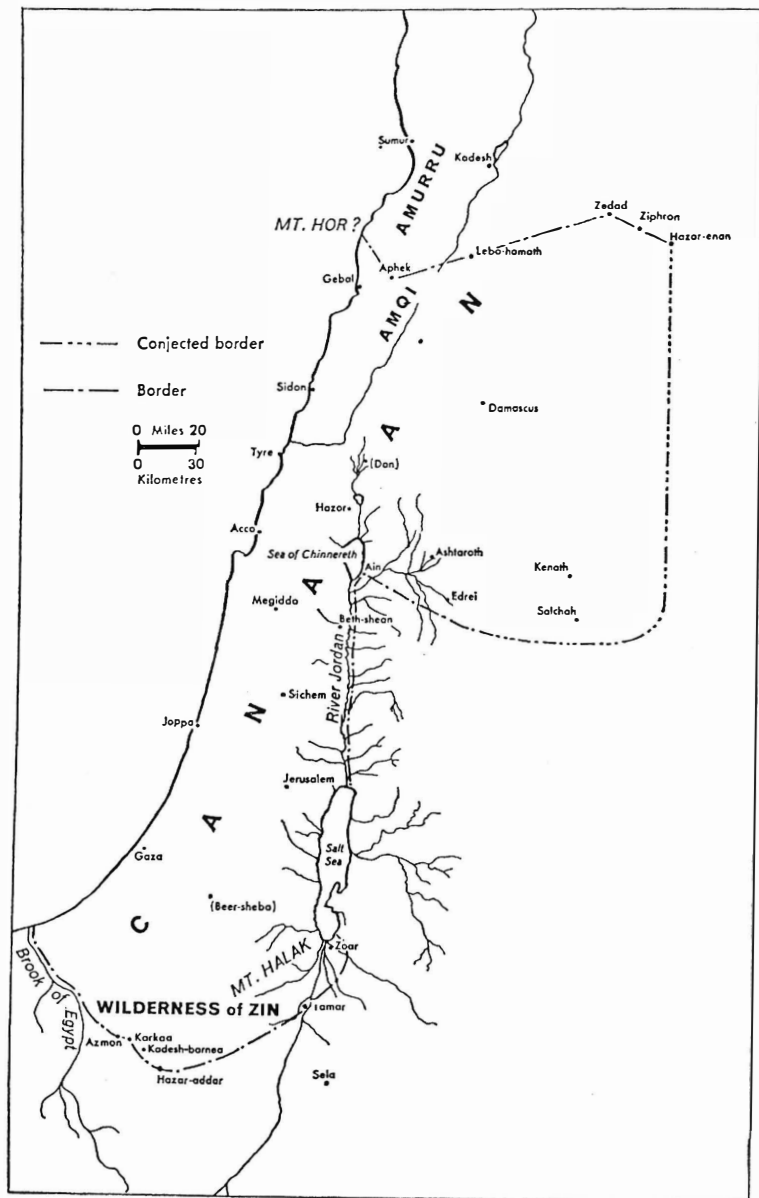 Sumur
Kadesh
AMURRU
Zedad
Ziphron
Hazar-enan
MT. HOR ?
Lebo-hamath
Aphek
Gebal
AMQI
N
Conjected border
Border
Sidon
Damascus
0 Miles 20
0 30
Kilometres
A
Tyre
(Dan)
Hazor
Acco
Sea of Chinnereth
Ashtaroth
Ain
Kenath
A
Edrei
Megiddo
Salchah
Beth-shean
River Jordan
Sichem
N
Joppa
Jerusalem
A
Gaza
Salt
Sea
(Beer-sheba)
C
Zoar
MT. HALAK
Brook of Egypt
WILDERNESS of ZIN
Tamar
Azmon
Karkaa
Kadesh-barnea
Hazar-addar
Sela